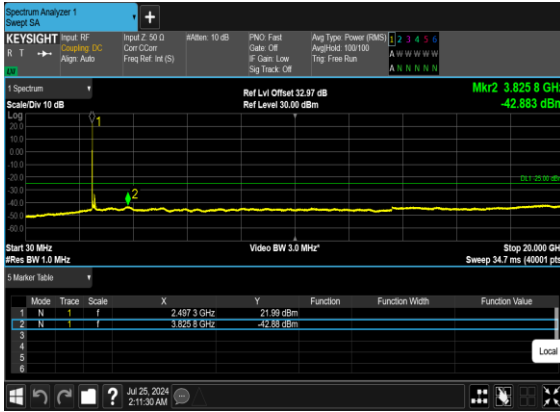 Spectrum Analyzer 1
Swept SA
+
KEYSIGHT Input: RF Input Z: 50 Ω #Atten: 10 dB PNO: Fast Avg Type: Power (RMS) 1 2 3 4 5 6
R T Coupling: DC Corr CCorr Gate: Off Avg|Hold: 100/100 A W W W W W
Align: Auto Freq Ref: Int (S) IF Gain: Low Trig: Free Run
Sig Track: Off A N N N N N
1 Spectrum Ref Lvl Offset 32.97 dB Mkr2 3.825 8 GHz
Scale/Div 10 dB Ref Level 30.00 dBm -42.883 dBm
Log
20.0
10.0
0.00
-10.0
-20.0
-30.0
-40.0
-50.0
-60.0
1
2
Start 30 MHz Video BW 3.0 MHz* Stop 20.000 GH
#Res BW 1.0 MHz Sweep 34.7 ms (40001 pts
5 Marker Table
Mode Trace Scale X Y Function Function Width Function Value
1 N 1 f 2.497 3 GHz 21.99 dBm
2 N 1 f 3.825 8 GHz -42.88 dBm
3
4
5
6
Local
? Jul 25, 2024
2:11:30 AM